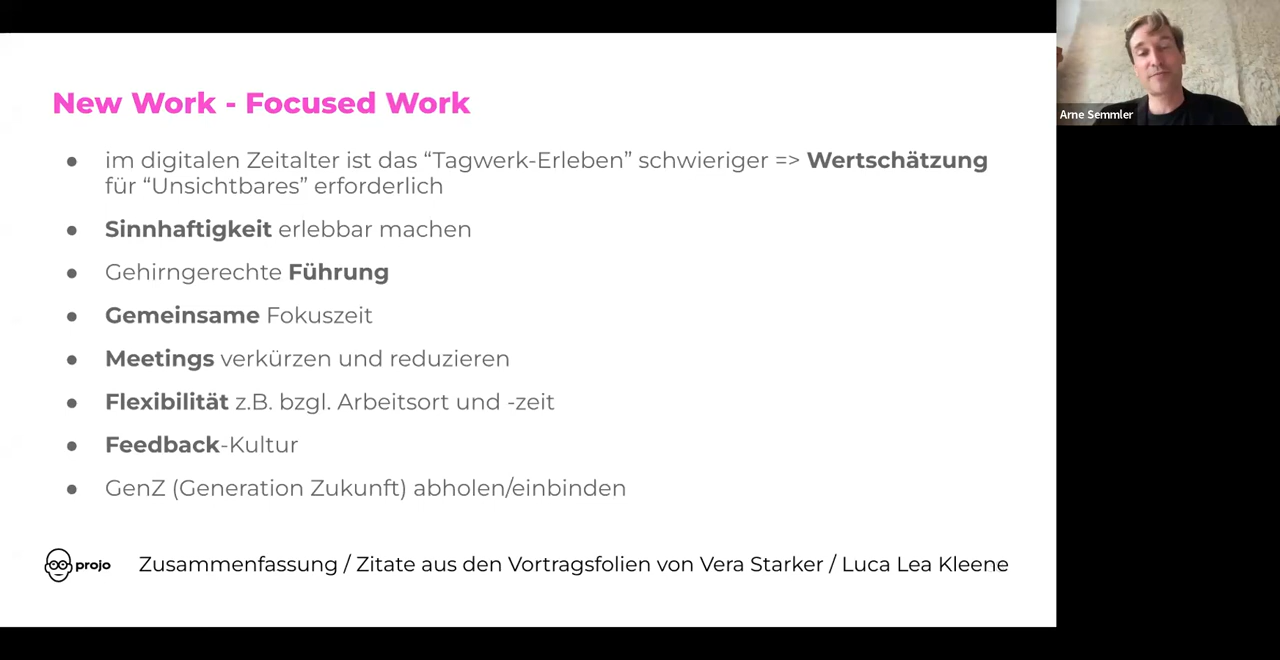 New Work - Focused Work
● im digitalen Zeitalter ist das “Tagwerk-Erleben” schwieriger => Wertschätzung
für “Unsichtbares” erforderlich
● Sinnhaftigkeit erlebbar machen
● Gehirngerechte Führung
● Gemeinsame Fokuszeit
● Meetings verkürzen und reduzieren
● Flexibilität z.B. bzgl. Arbeitsort und -zeit
● Feedback-Kultur
● GenZ (Generation Zukunft) abholen/einbinden
projo
Zusammenfassung / Zitate aus den Vortragsfolien von Vera Starker / Luca Lea Kleene
Arne Semmler